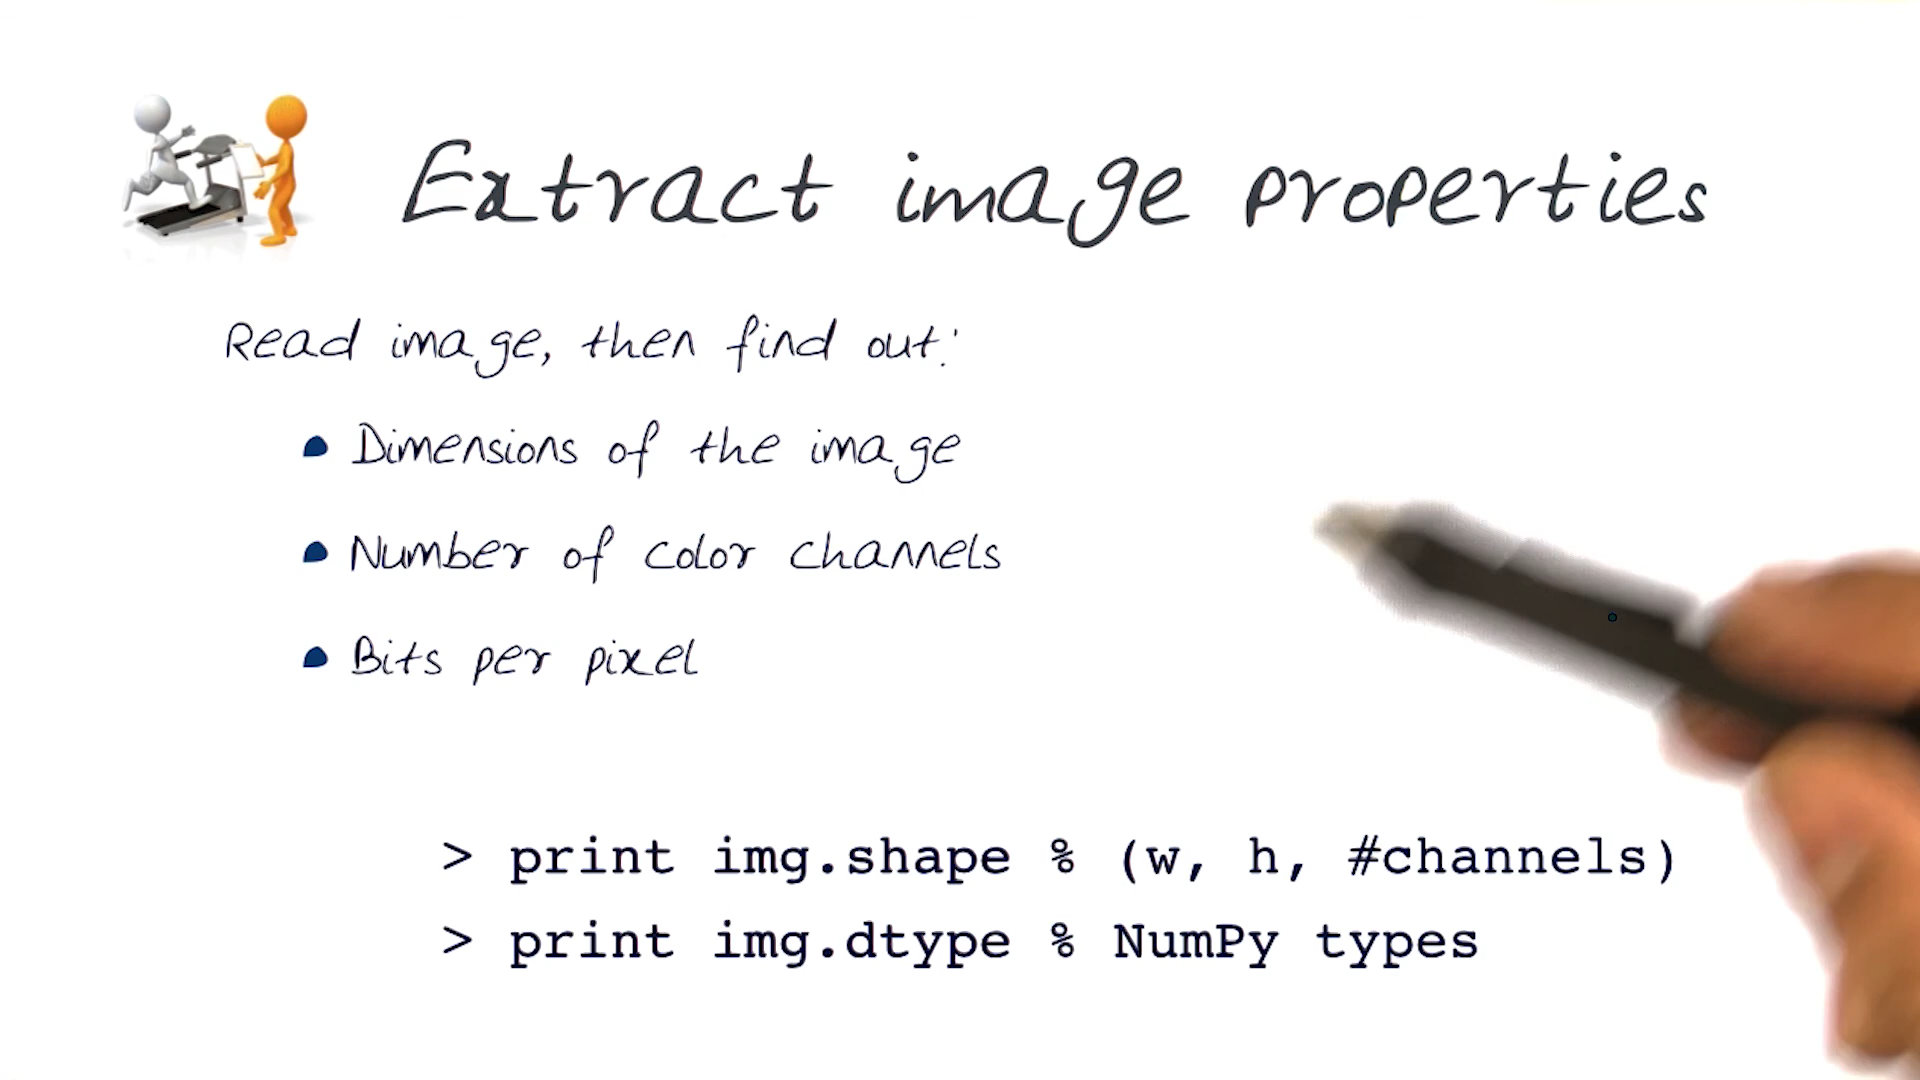 Extract image properties
Read image, then find out:
• Dimensions of the image
• Number of color channels
• Bits per pixel
> print img.shape % (w, h, #channels)
> print img.dtype % NumPy types